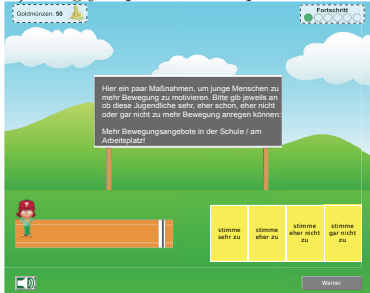 Goldmünzen: 50
Fortschritt
Hier ein paar Maßnahmen, um junge Menschen zu
mehr Bewegung zu motivieren. Bitte gib jeweils an
ob diese Jugendliche sehr, eher schon, eher nicht
oder gar nicht zu mehr Bewegung anregen können:
Mehr Bewegungsangebote in der Schule / am
Arbeitsplatz!
stimme
sehr zu
stimme
eher zu
stimme
eher nicht
zu
stimme
gar nicht
zu
Weiter